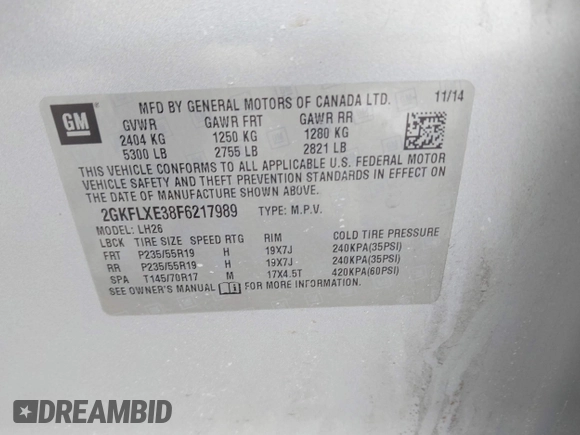 GM
MFD BY GENERAL MOTORS OF CANADA LTD. 11/14
GVWR GAWR FRT GAWR RR
2404 KG 1250 KG 1280 KG
5300 LB 2755 LB 2821 LB
THIS VEHICLE CONFORMS TO ALL APPLICABLE U.S. FEDERAL MOTOR
VEHICLE SAFETY AND THEFT PREVENTION STANDARDS IN EFFECT ON
THE DATE OF MANUFACTURE SHOWN ABOVE.
2GKFLXE38F6217989 TYPE: M.P.V.
MODEL: LH26
LBCK TIRE SIZE SPEED RTG RIM COLD TIRE PRESSURE
FRT P235/55R19 H 19X7J 240KPA(35PSI)
RR P235/55R19 H 19X7J 240KPA(35PSI)
SPA T145/70R17 M 17X4.5T 420KPA(60PSI)
SEE OWNER'S MANUAL FOR MORE INFORMATION
DREAMBID